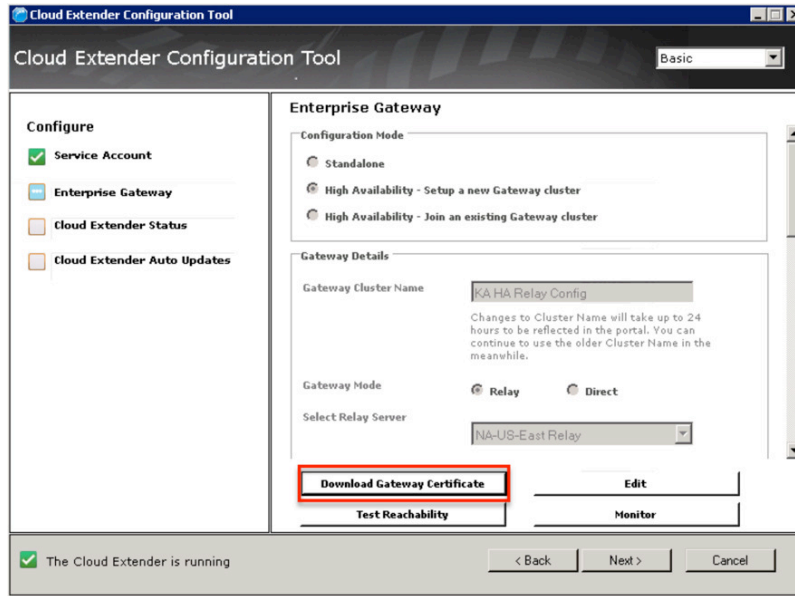 Cloud Extender Configuration Tool
Cloud Extender Configuration Tool
Basic
Configure
Service Account
Enterprise Gateway
Cloud Extender Status
Cloud Extender Auto Updates
Enterprise Gateway
Configuration Mode
Standalone
High Availability - Setup a new Gateway cluster
High Availability - Join an existing Gateway cluster
Gateway Details
Gateway Cluster Name
KA HA Relay Config
Changes to Cluster Name will take up to 24
hours to be reflected in the portal. You can
continue to use the older Cluster Name in the
meanwhile.
Gateway Mode
Relay
Direct
Select Relay Server
NA-US-East Relay
Download Gateway Certificate
Edit
Test Reachability
Monitor
The Cloud Extender is running
< Back
Next >
Cancel